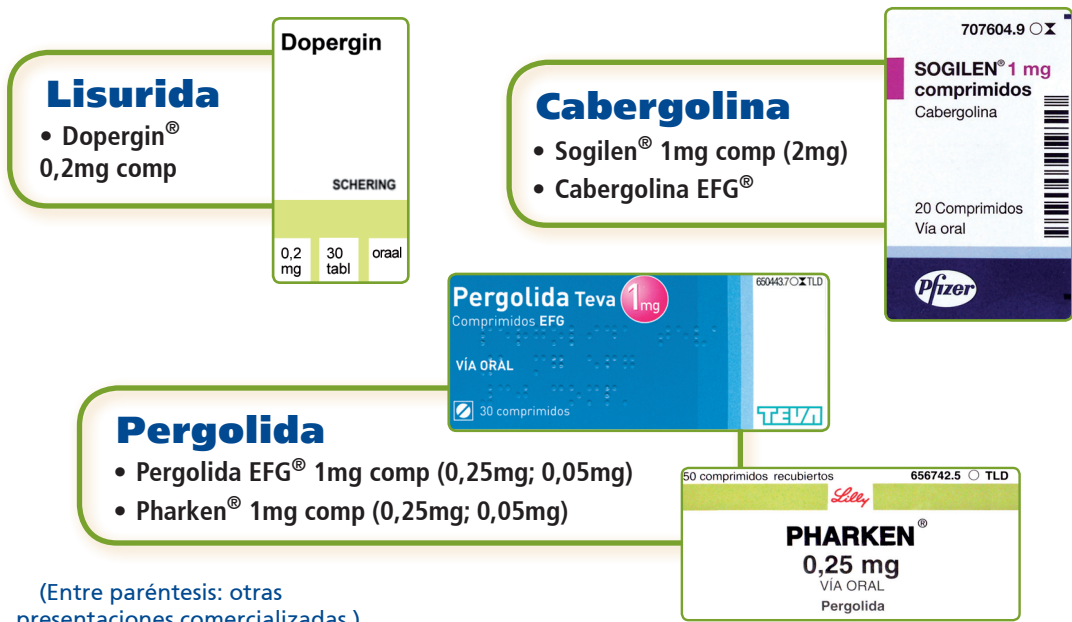 Lisurida
• Dopergin®
0,2mg comp
Dopergin
SCHERING
0,2 mg
30 tabl
oraal
Cabergolina
• Sogilen® 1mg comp (2mg)
• Cabergolina EFG®
707604.9
SOGILEN® 1 mg
comprimidos
Cabergolina
20 Comprimidos
Vía oral
Pfizer
Pergolida Teva 1mg
Comprimidos EFG
VÍA ORAL
30 comprimidos
650443.7 TLD
TEVA
Pergolida
• Pergolida EFG® 1mg comp (0,25mg; 0,05mg)
• Pharken® 1mg comp (0,25mg; 0,05mg)
50 comprimidos recubiertos
656742.5 TLD
Lilly
PHARKEN®
0,25 mg
VÍA ORAL
Pergolida
(Entre paréntesis: otras
presentaciones comercializadas.)